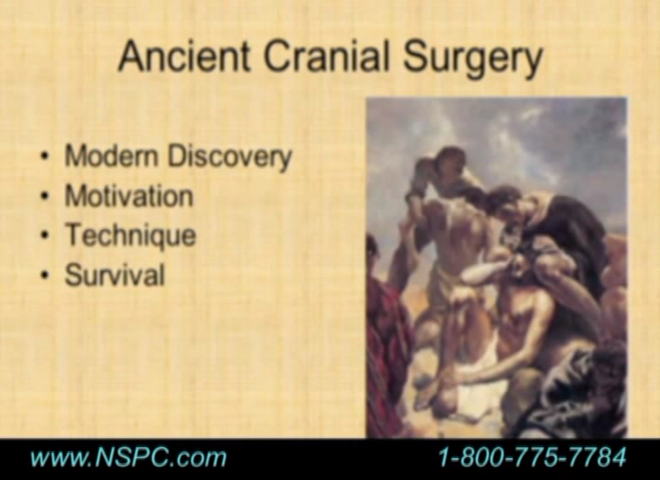 Ancient Cranial Surgery
• Modern Discovery
• Motivation
• Technique
• Survival
www.NSPC.com 1-800-775-7784